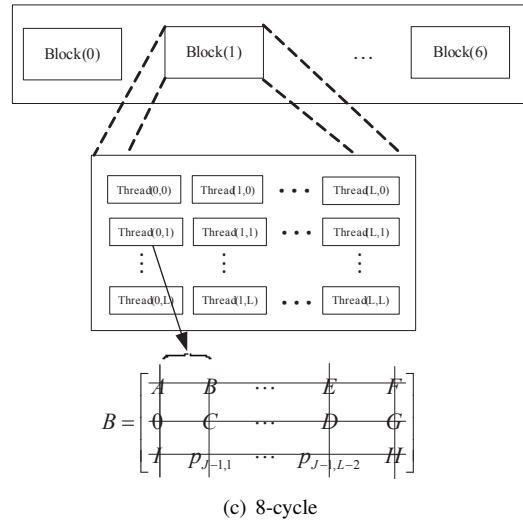 Block(0) Block(1) ... Block(6)
Thread(0,0) Thread(1,0) ... Thread(L,0)
Thread(0,1) Thread(1,1) ... Thread(L,1)
⋮ ⋮ ⋮
Thread(0,L) Thread(1,L) ... Thread(L,L)
A B ... E F
B = 0 C ... D G
I p_{J-1,1} ... p_{J-1,L-2} H
(c) 8-cycle